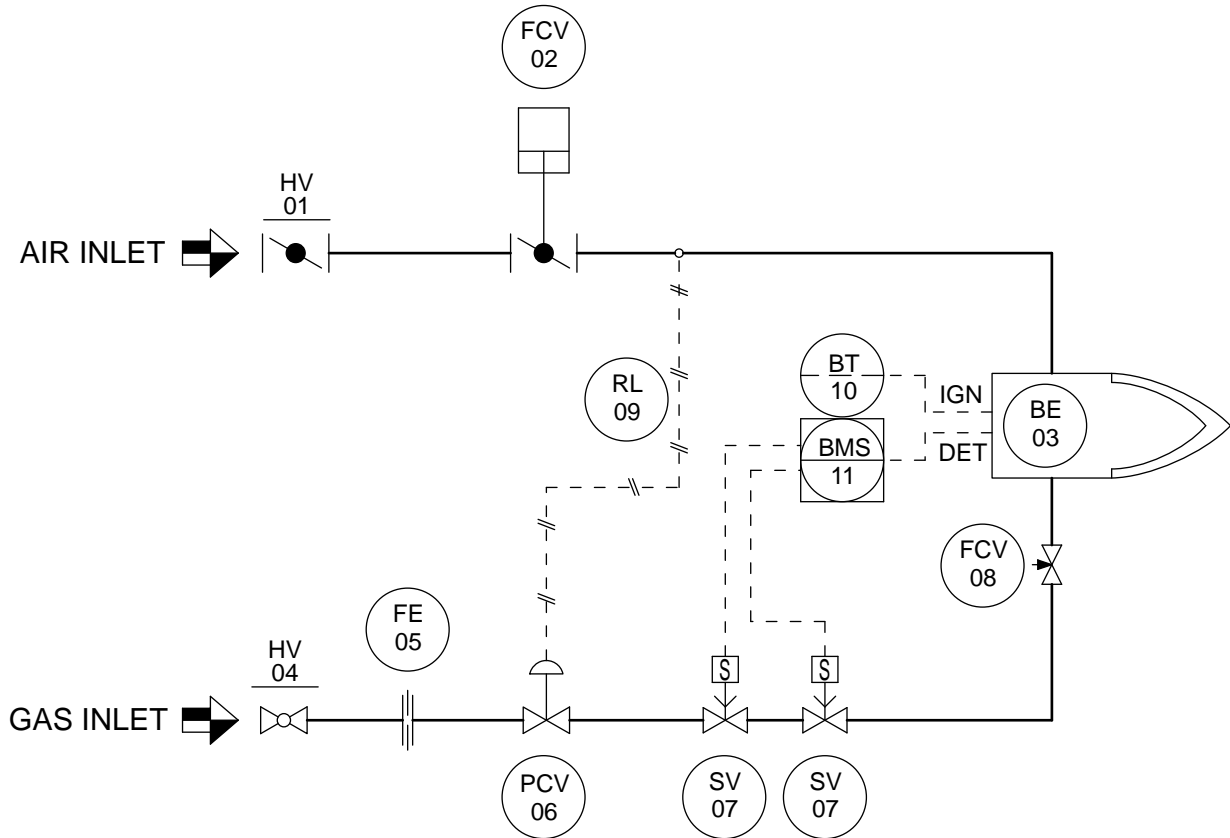 FCV
02
HV
01
AIR INLET
RL
09
BT
10
IGN
BE
03
BMS
11
DET
FCV
08
FE
05
HV
04
S
S
GAS INLET
PCV
06
SV
07
SV
07